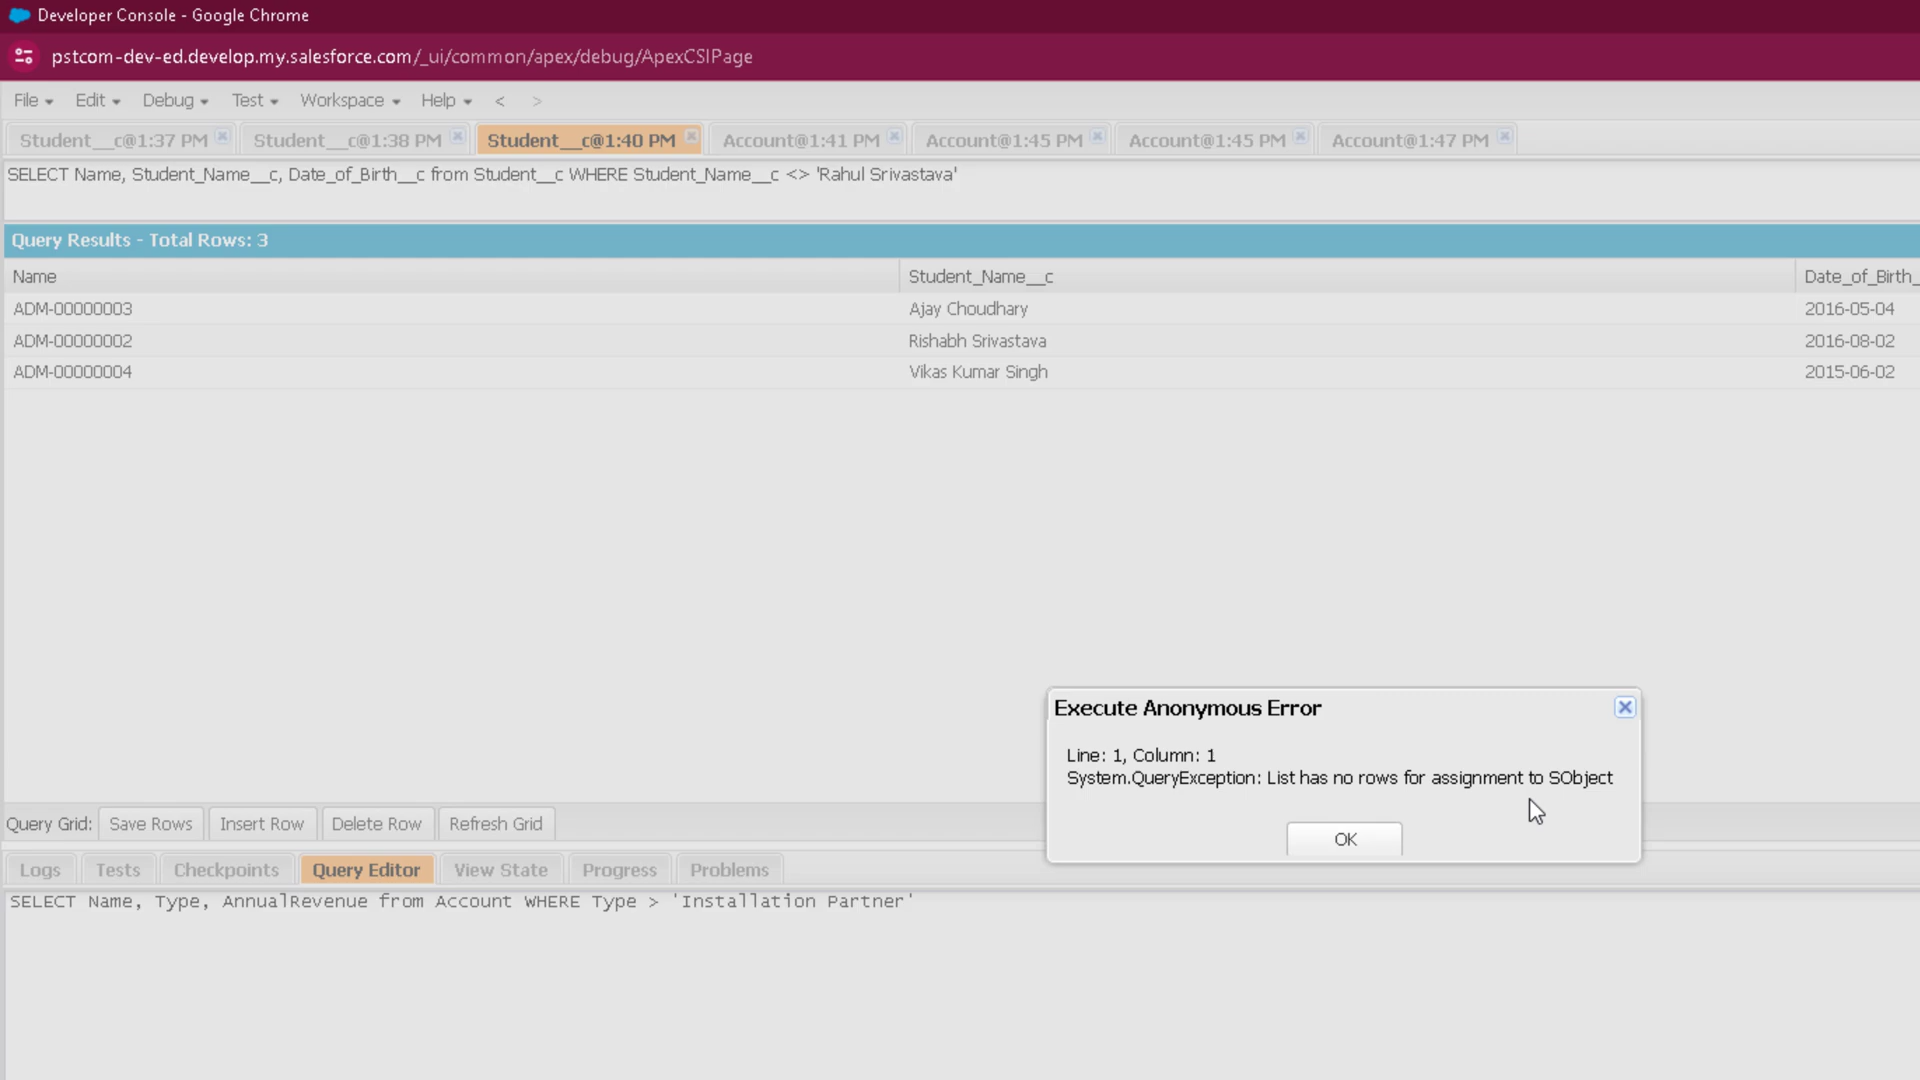 Developer Console - Google Chrome
pstcom-dev-ed.develop.my.salesforce.com/_ui/common/apex/debug/ApexCSIPage
File Edit Debug Test Workspace Help < >
Student__c@1:37 PM Student__c@1:38 PM Student__c@1:40 PM Account@1:41 PM Account@1:45 PM Account@1:45 PM Account@1:47 PM
SELECT Name, Student_Name__c, Date_of_Birth__c from Student__c WHERE Student_Name__c <> 'Rahul Srivastava'
Query Results - Total Rows: 3
Name Student_Name__c Date_of_Birth_
ADM-00000003 Ajay Choudhary 2016-05-04
ADM-00000002 Rishabh Srivastava 2016-08-02
ADM-00000004 Vikas Kumar Singh 2015-06-02
Execute Anonymous Error
Line: 1, Column: 1
System.QueryException: List has no rows for assignment to SObject
OK
Query Grid: Save Rows Insert Row Delete Row Refresh Grid
Logs Tests Checkpoints Query Editor View State Progress Problems
SELECT Name, Type, AnnualRevenue from Account WHERE Type > 'Installation Partner'